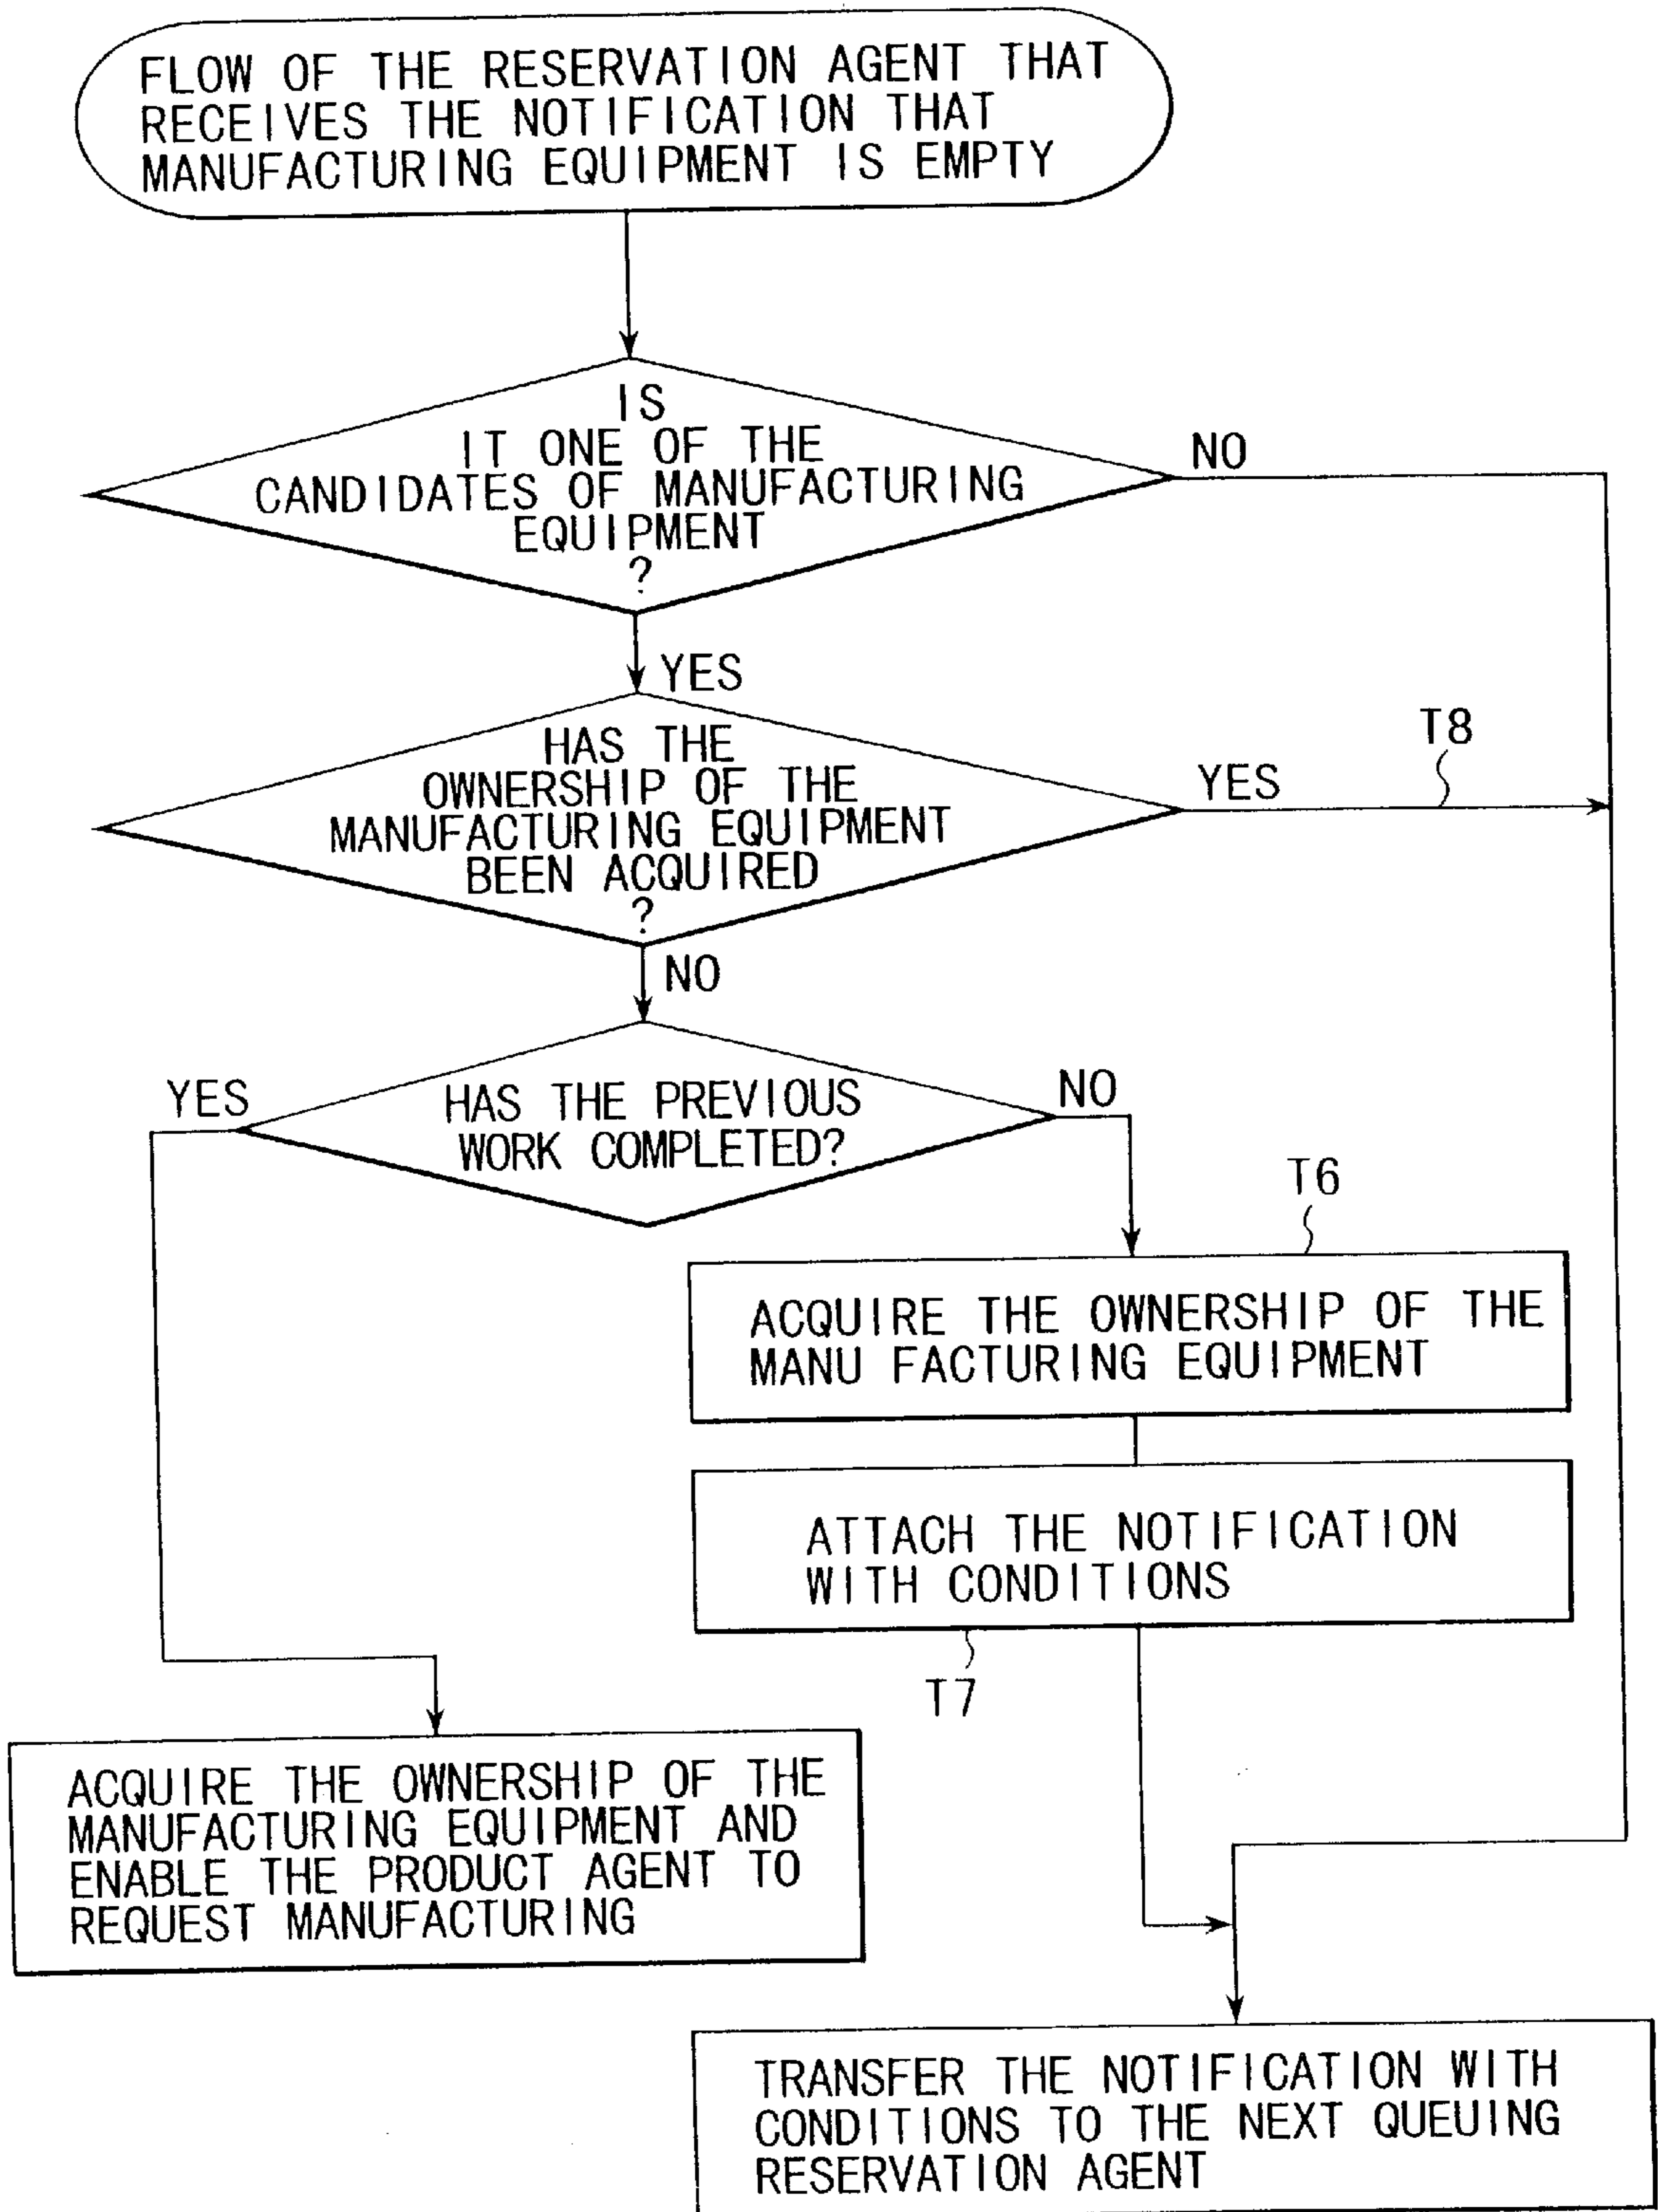 FLOW OF THE RESERVATION AGENT THAT
RECEIVES THE NOTIFICATION THAT
MANUFACTURING EQUIPMENT IS EMPTY
IS
IT ONE OF THE
CANDIDATES OF MANUFACTURING
EQUIPMENT
?
NO
YES
HAS THE
OWNERSHIP OF THE
MANUFACTURING EQUIPMENT
BEEN ACQUIRED
?
YES
T8
NO
HAS THE PREVIOUS
WORK COMPLETED?
YES
NO
T6
ACQUIRE THE OWNERSHIP OF THE
MANU FACTURING EQUIPMENT
ATTACH THE NOTIFICATION
WITH CONDITIONS
T7
ACQUIRE THE OWNERSHIP OF THE
MANUFACTURING EQUIPMENT AND
ENABLE THE PRODUCT AGENT TO
REQUEST MANUFACTURING
TRANSFER THE NOTIFICATION WITH
CONDITIONS TO THE NEXT QUEUING
RESERVATION AGENT